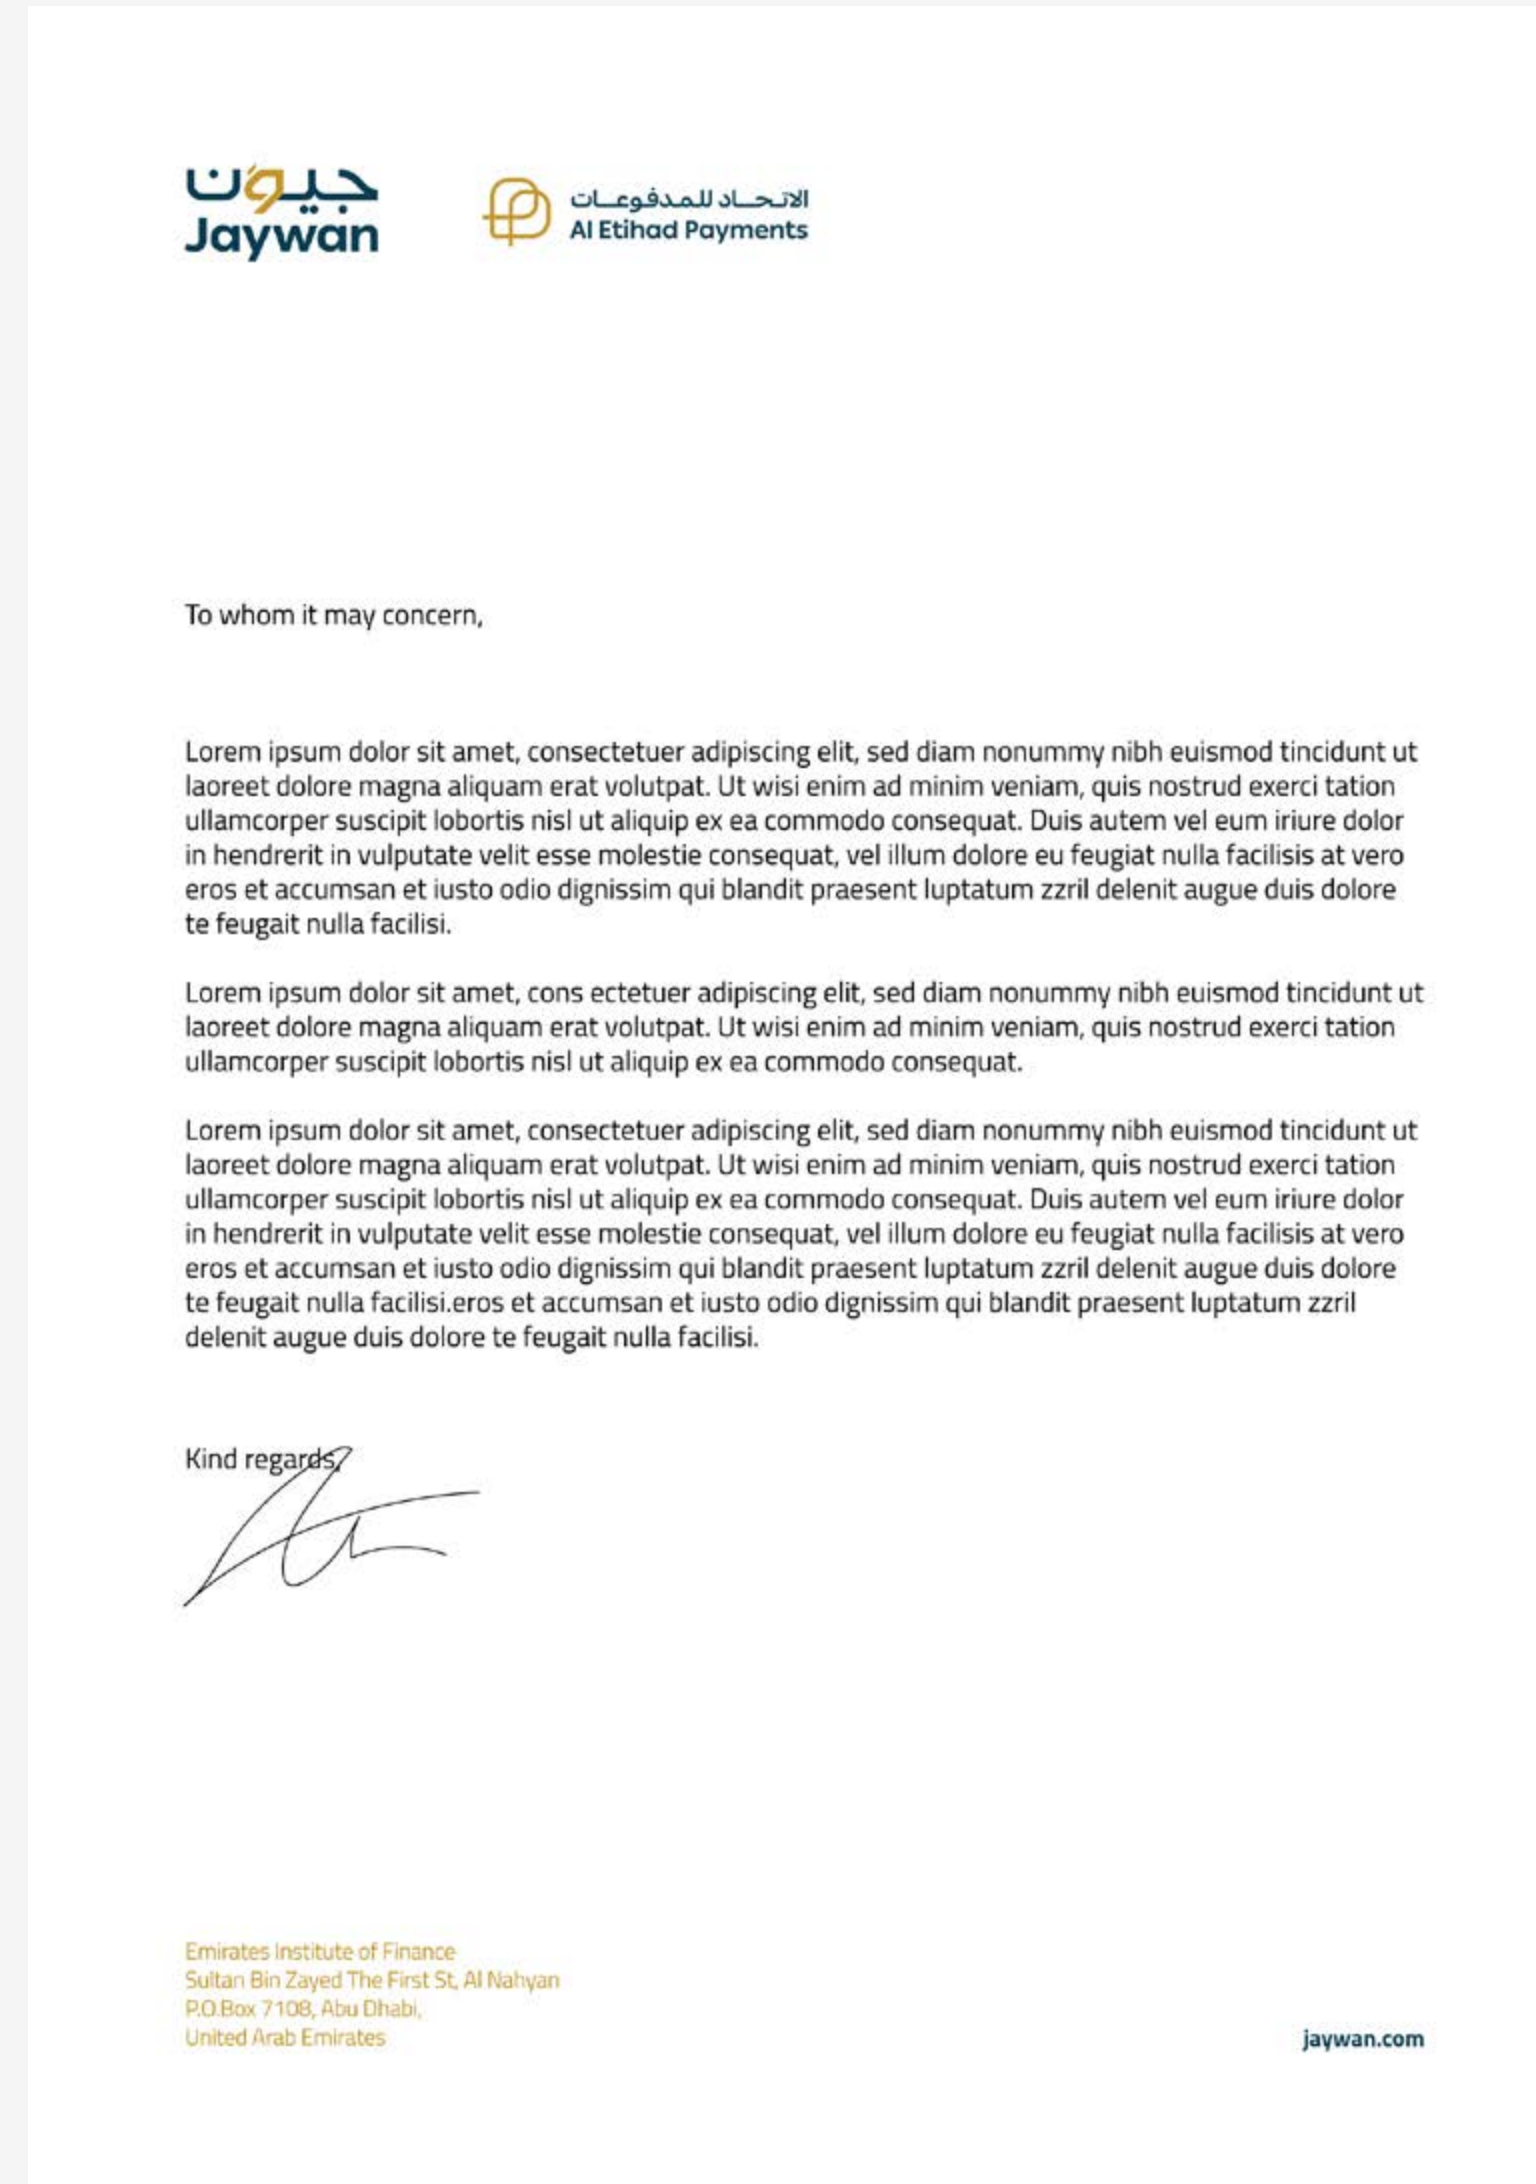 جيون
Jaywan
الاتحاد للمدفوعات
Al Etihad Payments
To whom it may concern,
Lorem ipsum dolor sit amet, consectetuer adipiscing elit, sed diam nonummy nibh euismod tincidunt ut
laoreet dolore magna aliquam erat volutpat. Ut wisi enim ad minim veniam, quis nostrud exerci tation
ullamcorper suscipit lobortis nisl ut aliquip ex ea commodo consequat. Duis autem vel eum iriure dolor
in hendrerit in vulputate velit esse molestie consequat, vel illum dolore eu feugiat nulla facilisis at vero
eros et accumsan et iusto odio dignissim qui blandit praesent luptatum zzril delenit augue duis dolore
te feugait nulla facilisi.
Lorem ipsum dolor sit amet, cons ectetuer adipiscing elit, sed diam nonummy nibh euismod tincidunt ut
laoreet dolore magna aliquam erat volutpat. Ut wisi enim ad minim veniam, quis nostrud exerci tation
ullamcorper suscipit lobortis nisl ut aliquip ex ea commodo consequat.
Lorem ipsum dolor sit amet, consectetuer adipiscing elit, sed diam nonummy nibh euismod tincidunt ut
laoreet dolore magna aliquam erat volutpat. Ut wisi enim ad minim veniam, quis nostrud exerci tation
ullamcorper suscipit lobortis nisl ut aliquip ex ea commodo consequat. Duis autem vel eum iriure dolor
in hendrerit in vulputate velit esse molestie consequat, vel illum dolore eu feugiat nulla facilisis at vero
eros et accumsan et iusto odio dignissim qui blandit praesent luptatum zzril delenit augue duis dolore
te feugait nulla facilisi.eros et accumsan et iusto odio dignissim qui blandit praesent luptatum zzril
delenit augue duis dolore te feugait nulla facilisi.
Kind regards,
Emirates Institute of Finance
Sultan Bin Zayed The First St, Al Nahyan
P.O.Box 7108, Abu Dhabi,
United Arab Emirates
jaywan.com